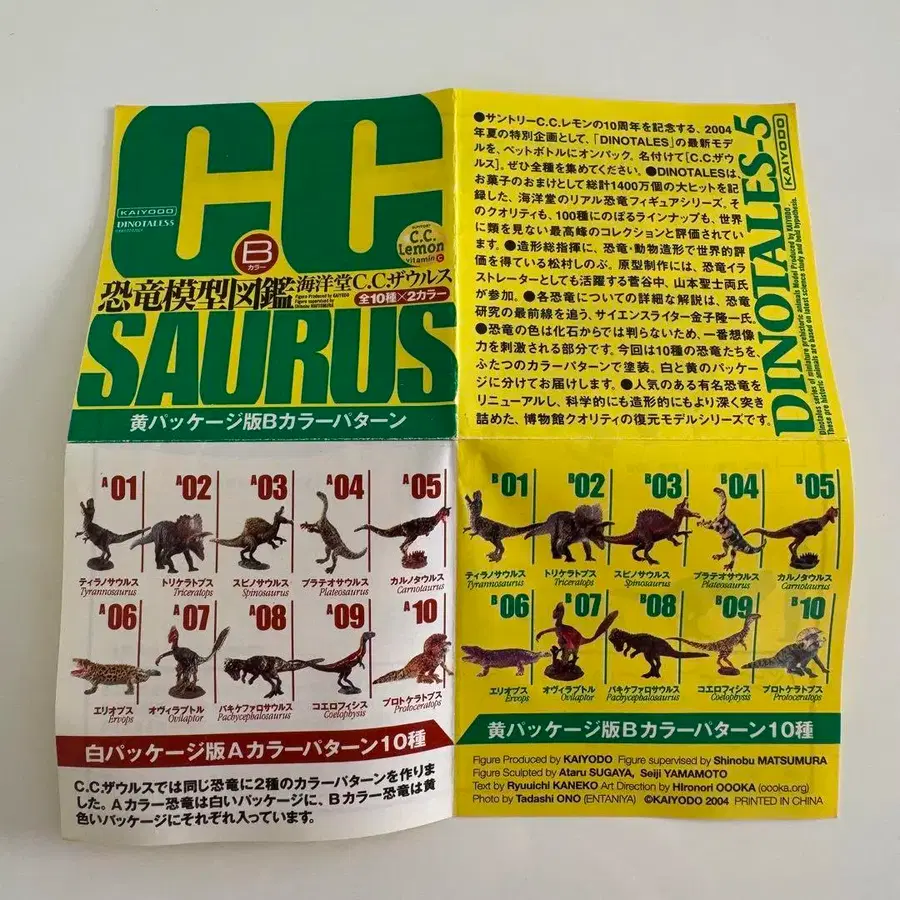 CC
KAIYODO
DINOTALES5
Bカラー
SUNTORY
C.C.
Lemon
vitamin C
恐竜模型図鑑 海洋堂C.C.ザウルス
Figure Produced by KAIYODO
Figure supervised by
Shinobu MATSUMURA
全10種×2カラー
SAURUS
黄パッケージ版Bカラーパターン
●サントリーC.C.レモンの10周年を記念する、2004
年夏の特別企画として、「DINOTALES」の最新モデ
ルを、ペットボトルにオンパック。名付けて[C.C.ザウ
ルス]。ぜひ全種を集めてください。●DINOTALESは、
お菓子のおまけとして総計1400万個の大ヒットを記
録した、海洋堂のリアル恐竜フィギュアシリーズ。そ
のクオリティも、100種にのぼるラインナップも、世界
に類を見ない最高峰のコレクションと評価されていま
す。●造形総指揮に、恐竜・動物造形で世界的評
価を得ている松村しのぶ。原型制作には、恐竜イラ
ストレーターとしても活躍する菅谷中、山本聖士両氏が
参加。●各恐竜についての詳細な解説は、恐竜
研究の最前線を追う、サイエンスライター金子隆一氏。
●恐竜の色は化石からでは判らないため、一番想像
力を刺激される部分です。今回は10種の恐竜たちを、
ふたつのカラーパターンで塗装。白と黄のパッケー
ジに分けてお届けします。●人気のある有名恐竜を
リニューアルし、科学的にも造形的にもより深く突き
詰めた、博物館クオリティの復元モデルシリーズです。
DINOTALES-5
KAIYODO
Dinotales series of miniature prehistoric animals Model Produced by KAIYODO.
These pre historic animals are based on latest science study and bold hypothesis.
A01 A02 A03 A04 A05
ティラノサウルス トリケラトプス スピノサウルス プラテオサウルス カルノタウルス
Tyrannosaurus Triceratops Spinosaurus Plateosaurus Carnotaurus
A06 A07 A08 A09 A10
エリオプス オヴィラプトル パキケファロサウルス コエロフィシス プロトケラトプス
Eryops Oviraptor Pachycephalosaurus Coelophysis Protoceratops
白パッケージ版Aカラーパターン10種
C.C.ザウルスでは同じ恐竜に2種のカラーパターンを作りま
した。Aカラー恐竜は白いパッケージに、Bカラー恐竜は黄
色いパッケージにそれぞれ入っています。
B01 B02 B03 B04 B05
ティラノサウルス トリケラトプス スピノサウルス プラテオサウルス カルノタウルス
Tyrannosaurus Triceratops Spinosaurus Plateosaurus Carnotaurus
B06 B07 B08 B09 B10
エリオプス オヴィラプトル パキケファロサウルス コエロフィシス プロトケラトプス
Eryops Oviraptor Pachycephalosaurus Coelophysis Protoceratops
黄パッケージ版Bカラーパターン10種
Figure Produced by KAIYODO Figure supervised by Shinobu MATSUMURA
Figure Sculpted by Ataru SUGAYA, Seiji YAMAMOTO
Text by Ryuuichi KANEKO Art Direction by Hironori OOOKA (oooka.org)
Photo by Tadashi ONO (ENTANIYA) ©KAIYODO 2004 PRINTED IN CHINA